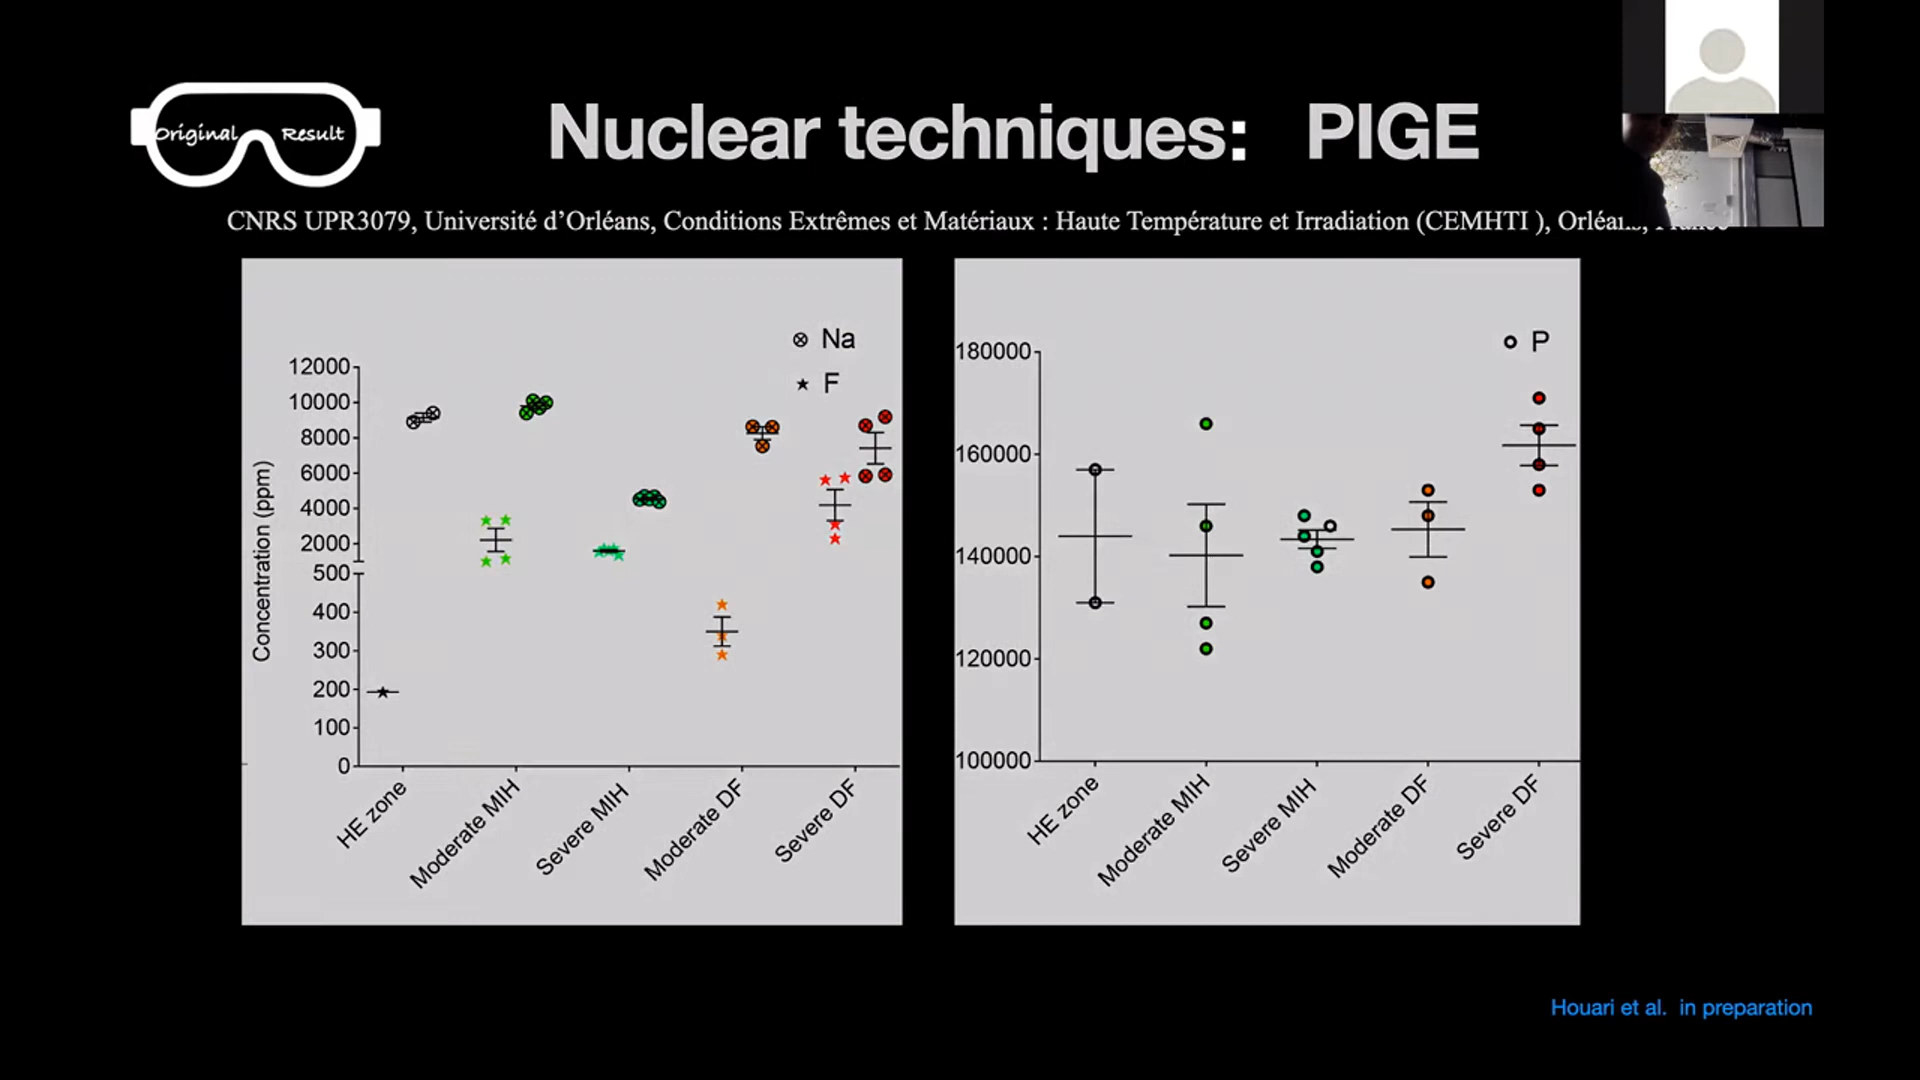 Original Result
Nuclear techniques: PIGE
CNRS UPR3079, Université d'Orléans, Conditions Extrêmes et Matériaux : Haute Température et Irradiation (CEMHTI ), Orléans, France
Na
F
Concentration (ppm)
12000
10000
8000
6000
4000
2000
500
400
300
200
100
0
HE zone
Moderate MIH
Severe MIH
Moderate DF
Severe DF
P
180000
160000
140000
120000
100000
HE zone
Moderate MIH
Severe MIH
Moderate DF
Severe DF
Houari et al. in preparation